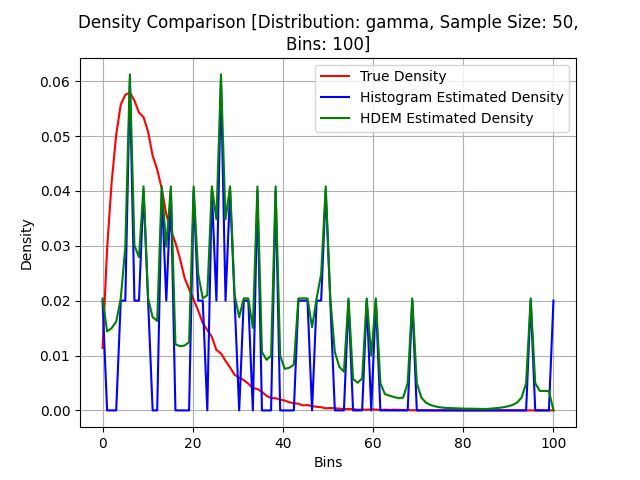 Density Comparison [Distribution: gamma, Sample Size: 50,
Bins: 100]
True Density
Histogram Estimated Density
HDEM Estimated Density
Density
0.06
0.05
0.04
0.03
0.02
0.01
0.00
0
20
40
60
80
100
Bins